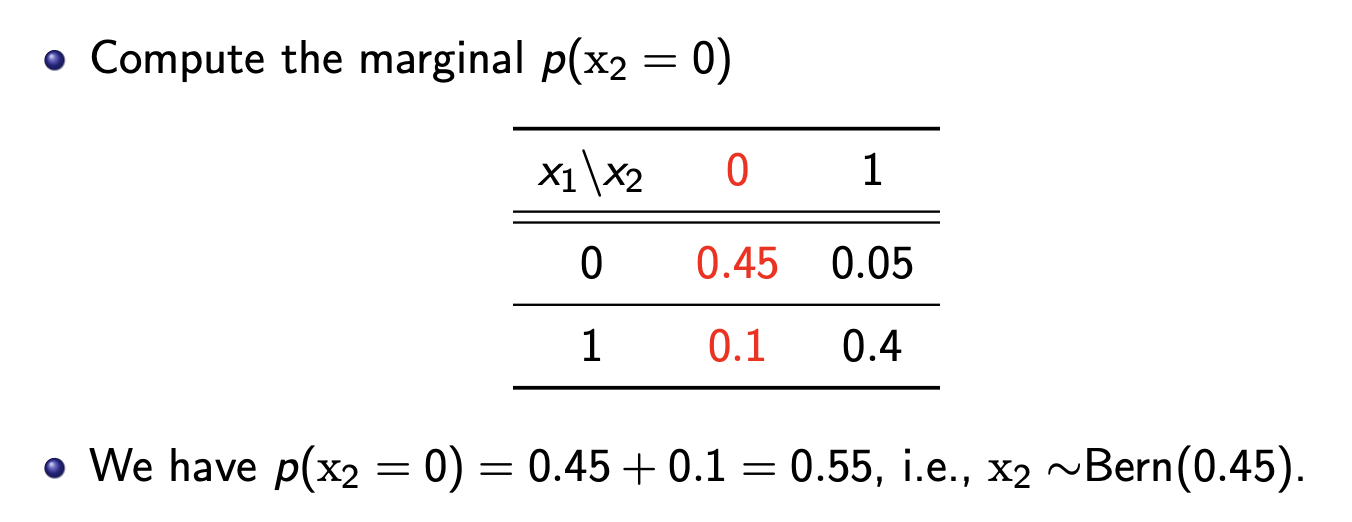 Compute the marginal p(x₂ = 0)
x₁\x₂ 0 1
0 0.45 0.05
1 0.1 0.4
We have p(x₂ = 0) = 0.45 + 0.1 = 0.55, i.e., x₂ ∼Bern(0.45).